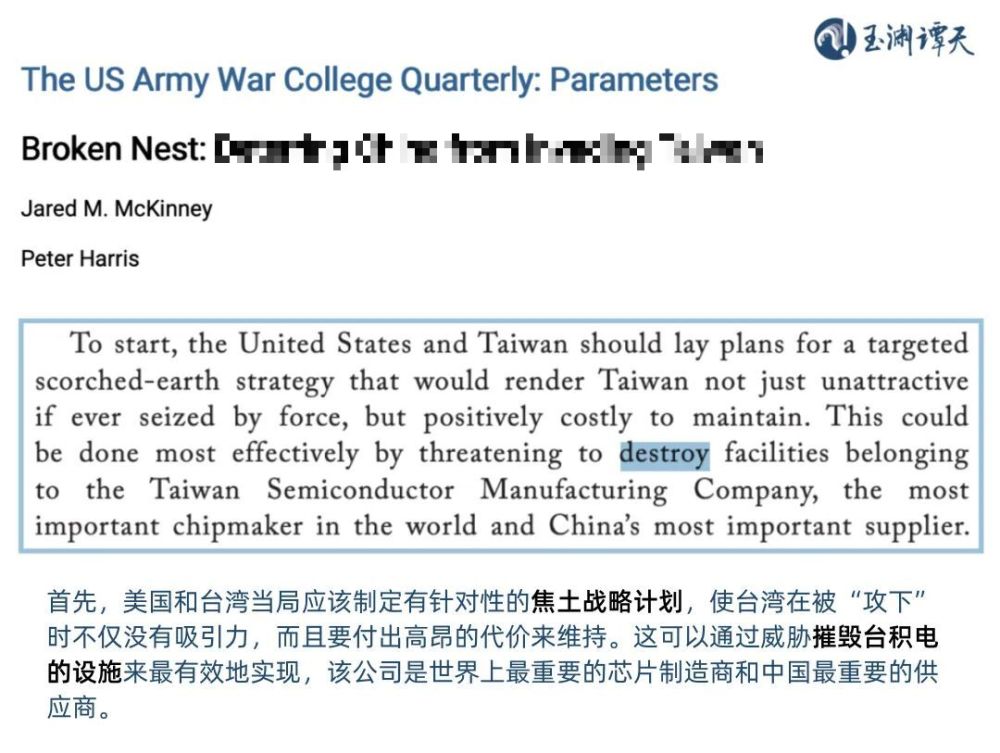 玉渊谭天
The US Army War College Quarterly: Parameters
Broken Nest:
Jared M. McKinney
Peter Harris
To start, the United States and Taiwan should lay plans for a targeted
scorched-earth strategy that would render Taiwan not just unattractive
if ever seized by force, but positively costly to maintain. This could
be done most effectively by threatening to destroy facilities belonging
to the Taiwan Semiconductor Manufacturing Company, the most
important chipmaker in the world and China’s most important supplier.
首先，美国和台湾当局应该制定有针对性的焦土战略计划，使台湾在被“攻下”
时不仅没有吸引力，而且要付出高昂的代价来维持。这可以通过威胁摧毁台积电
的设施来最有效地实现，该公司是世界上最重要的芯片制造商和中国最重要的供
应商。